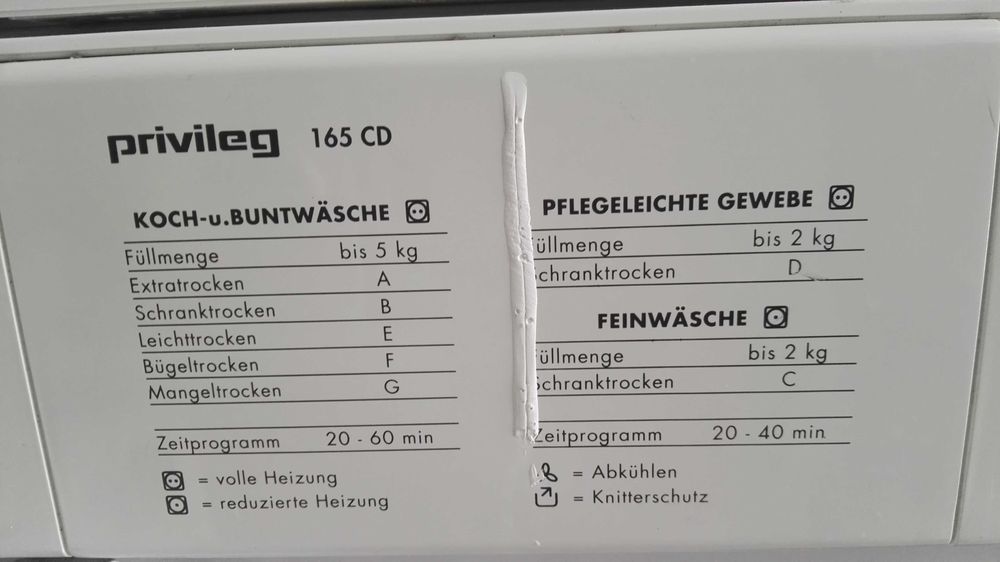 privileg 165 CD
KOCH-u.BUNTWÄSCHE
Füllmenge bis 5 kg
Extratrocken A
Schranktrocken B
Leichttrocken E
Bügeltrocken F
Mangeltrocken G
Zeitprogramm 20 - 60 min
= volle Heizung
= reduzierte Heizung
PFLEGELEICHTE GEWEBE
üllmenge bis 2 kg
chranktrocken D
FEINWÄSCHE
üllmenge bis 2 kg
chranktrocken C
Zeitprogramm 20 - 40 min
= Abkühlen
= Knitterschutz